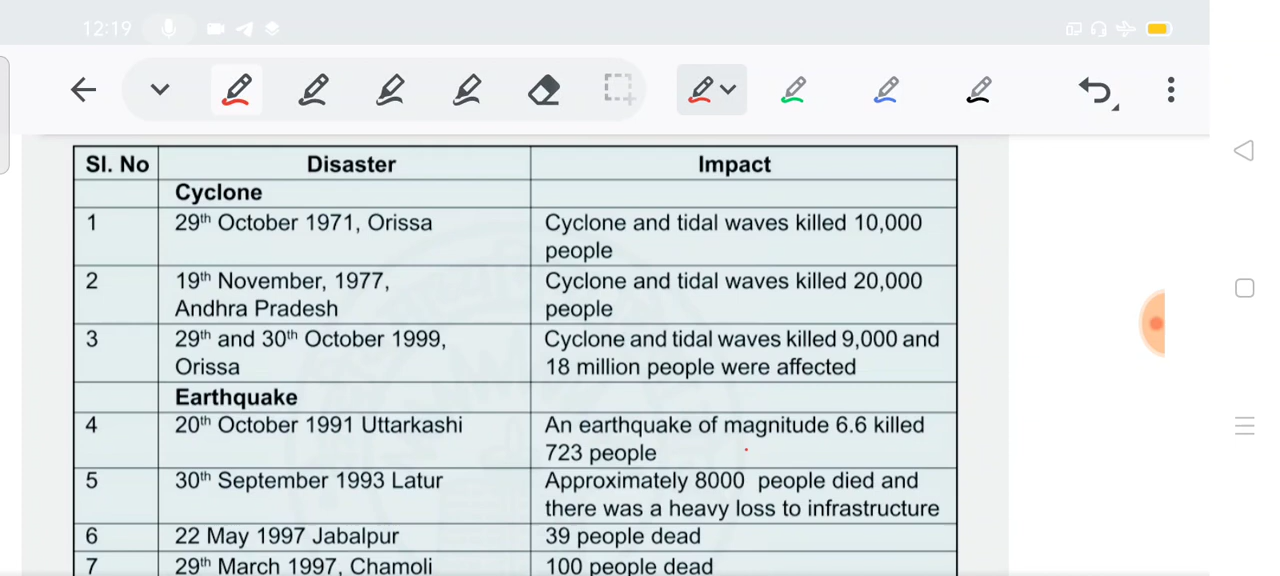 12:19
Sl. No Disaster Impact
Cyclone
1 29th October 1971, Orissa Cyclone and tidal waves killed 10,000
people
2 19th November, 1977, Cyclone and tidal waves killed 20,000
Andhra Pradesh people
3 29th and 30th October 1999, Cyclone and tidal waves killed 9,000 and
Orissa 18 million people were affected
Earthquake
4 20th October 1991 Uttarkashi An earthquake of magnitude 6.6 killed
723 people
5 30th September 1993 Latur Approximately 8000 people died and
there was a heavy loss to infrastructure
6 22 May 1997 Jabalpur 39 people dead
7 29th March 1997, Chamoli 100 people dead